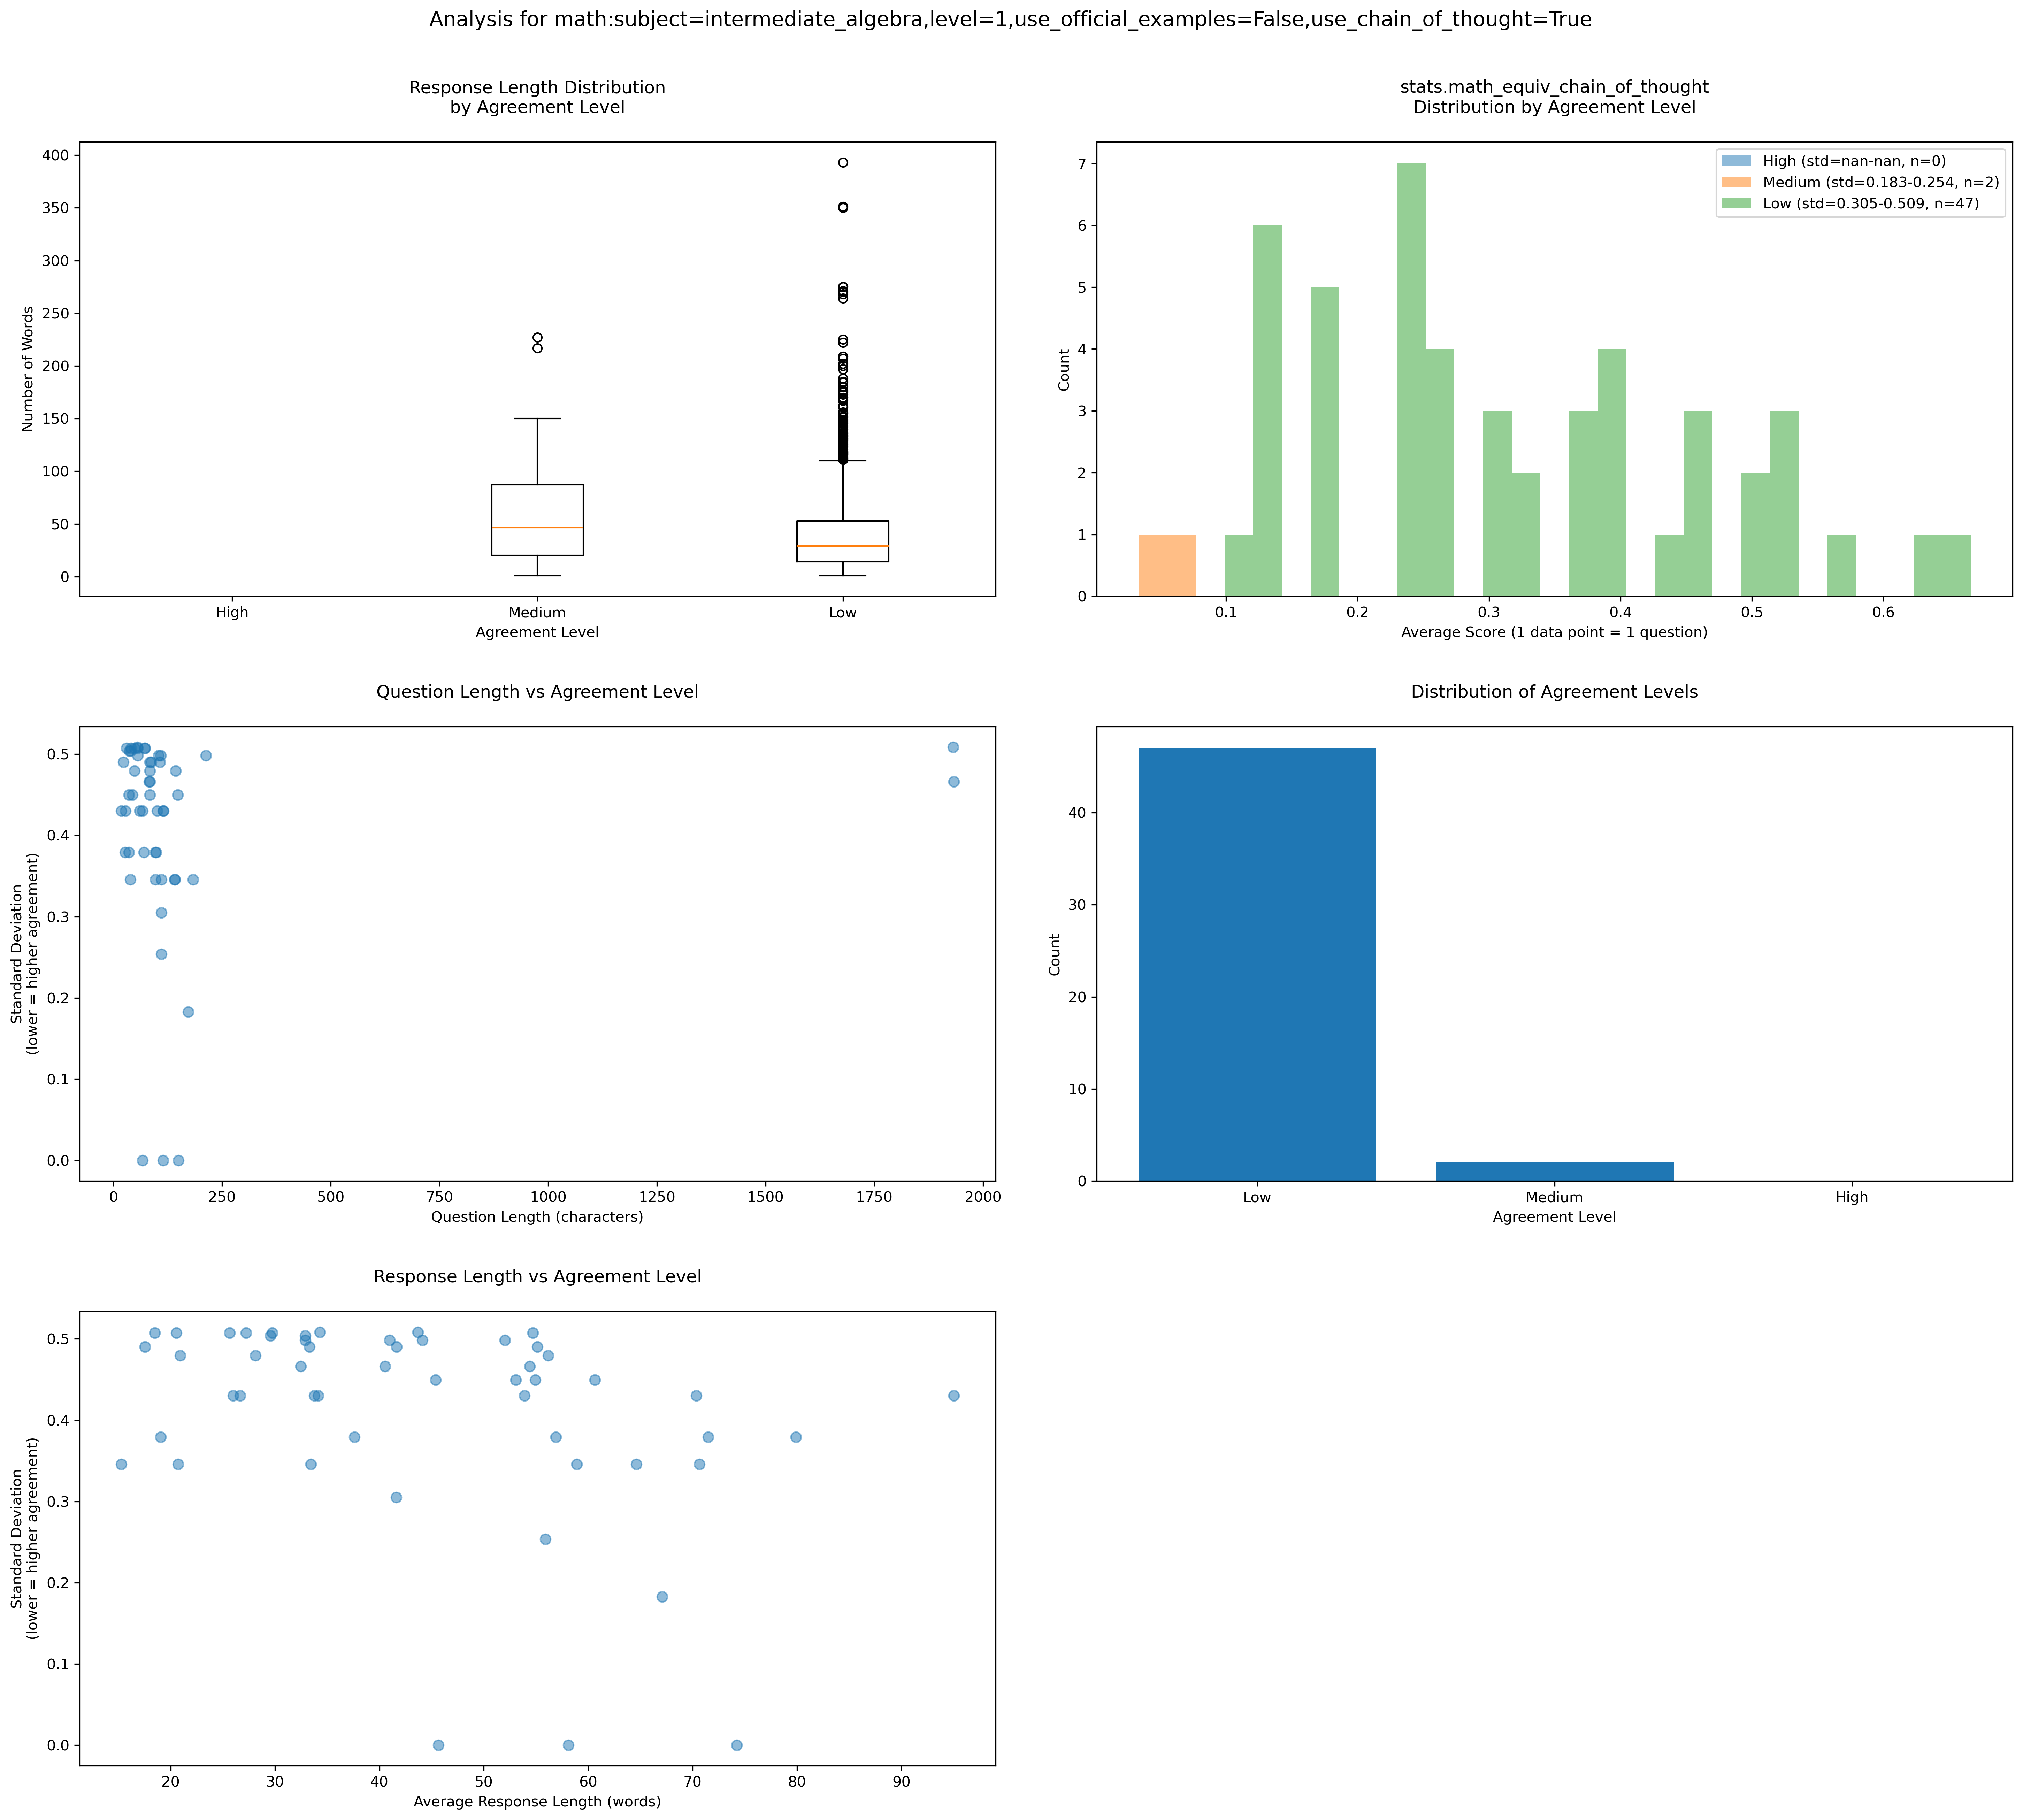 Analysis for math:subject=intermediate_algebra,level=1,use_official_examples=False,use_chain_of_thought=True
Response Length Distribution
by Agreement Level
400
350
300
250
200
150
100
50
0
Number of Words
High
Medium
Low
Agreement Level
stats.math_equiv_chain_of_thought
Distribution by Agreement Level
7
6
5
4
3
2
1
0
Count
High (std=nan-nan, n=0)
Medium (std=0.183-0.254, n=2)
Low (std=0.305-0.509, n=47)
0.1
0.2
0.3
0.4
0.5
0.6
Average Score (1 data point = 1 question)
Question Length vs Agreement Level
0.5
0.4
0.3
0.2
0.1
0.0
Standard Deviation
(lower = higher agreement)
0
250
500
750
1000
1250
1500
1750
2000
Question Length (characters)
Distribution of Agreement Levels
40
30
20
10
0
Count
Low
Medium
High
Agreement Level
Response Length vs Agreement Level
0.5
0.4
0.3
0.2
0.1
0.0
Standard Deviation
(lower = higher agreement)
20
30
40
50
60
70
80
90
Average Response Length (words)